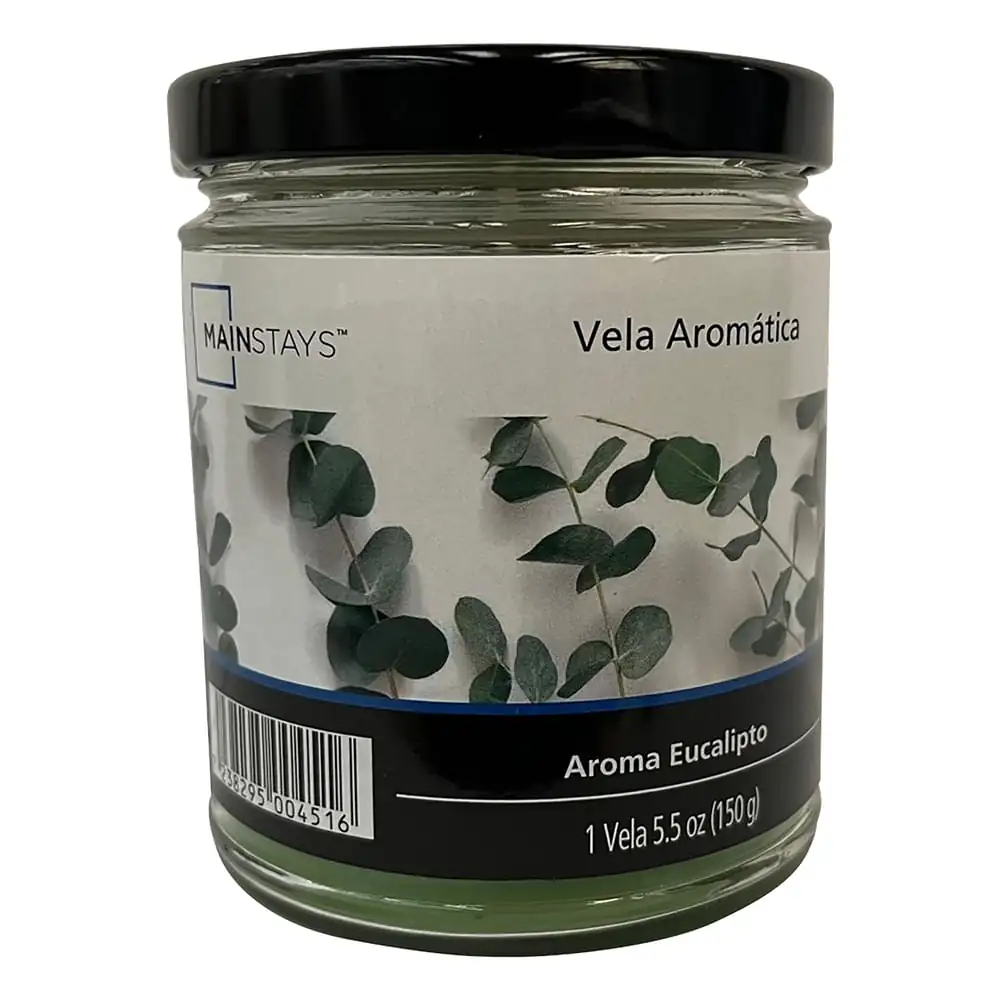 MAINSTAYS™
Vela Aromática
Aroma Eucalipto
1 Vela 5.5 oz (150 g)
238295 004516